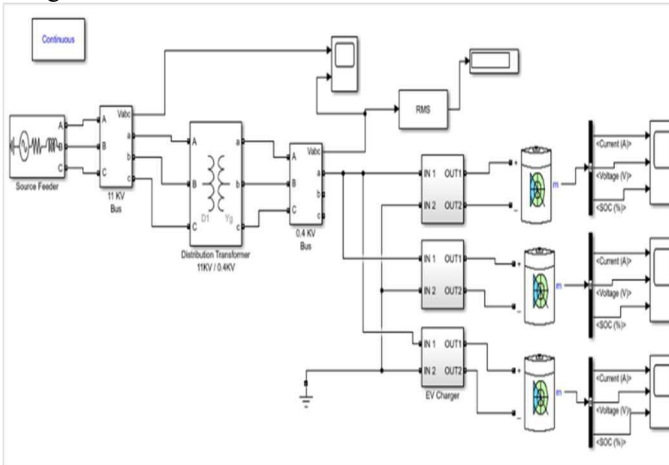 Continuous
A
B
C
Source Feeder
A
B
C
Vabc
a
b
c
11 KV
Bus
A
B
C
a
b
c
D1
Yg
Distribution Transformer
11KV / 0.4KV
A
B
C
Vabc
a
b
c
0.4 KV
Bus
RMS
IN 1
OUT1
IN 2
OUT2
+
_
m
<Current (A)>
<Voltage (V)>
<SOC (%)>
IN 1
OUT1
IN 2
OUT2
+
_
m
<Current (A)>
<Voltage (V)>
<SOC (%)>
IN 1
OUT1
IN 2
OUT2
EV Charger
+
_
m
<Current (A)>
<Voltage (V)>
<SOC (%)>